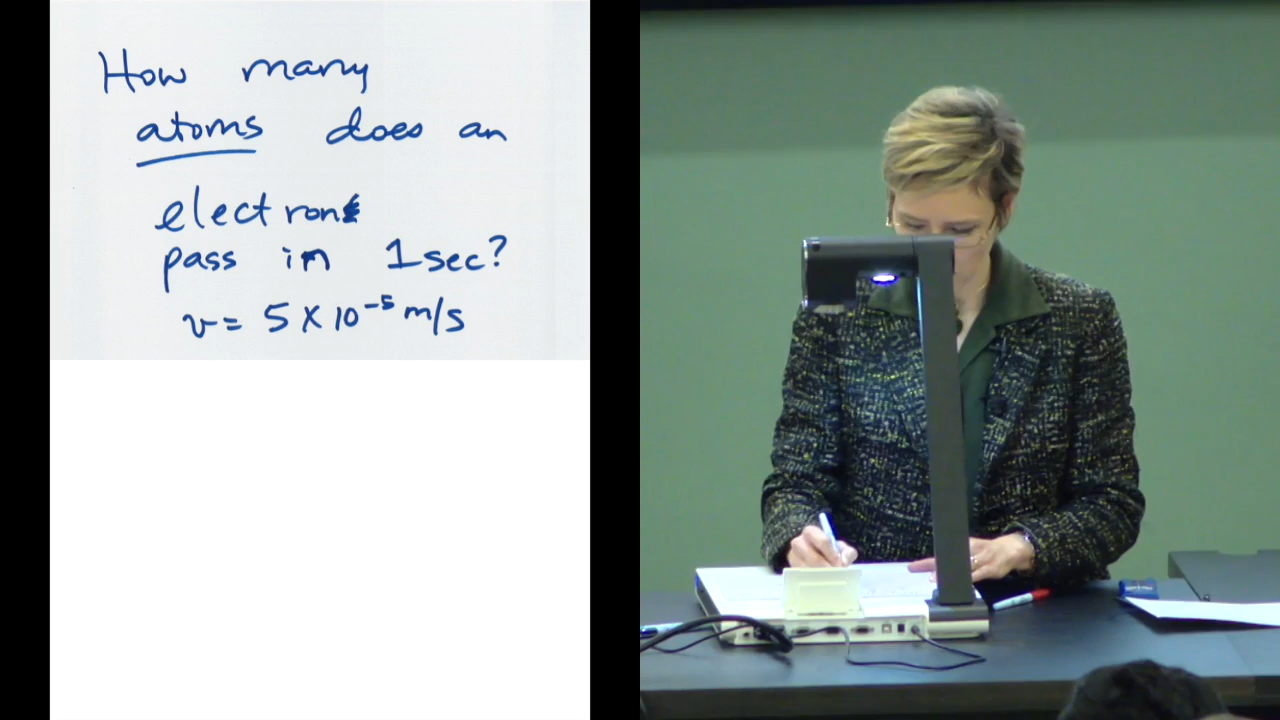 How many
atoms does an
electron
pass in 1sec?
v = 5 X 10⁻⁵ m/s